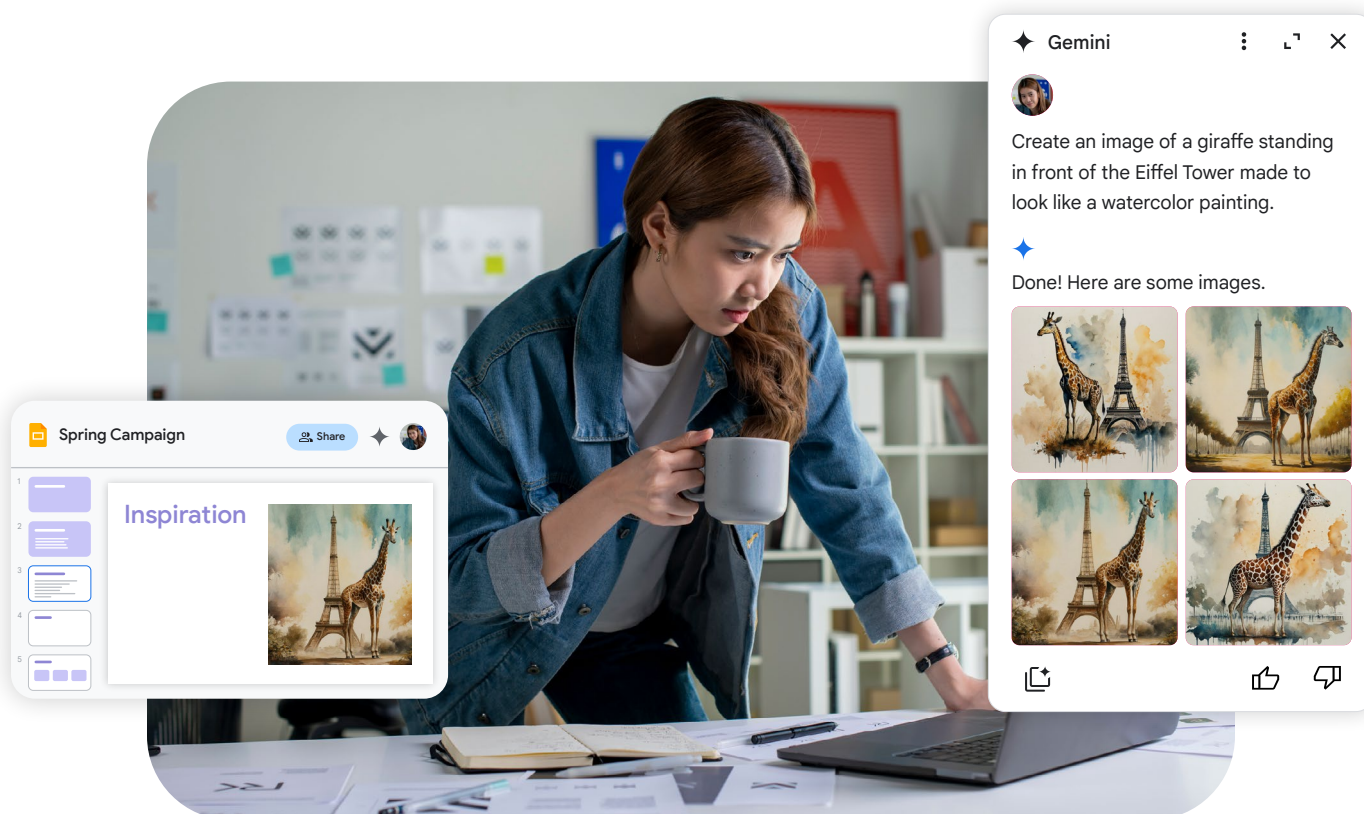 Gemini
Create an image of a giraffe standing
in front of the Eiffel Tower made to
look like a watercolor painting.
Done! Here are some images.
Spring Campaign
Share
1
2
3
4
5
Inspiration
A